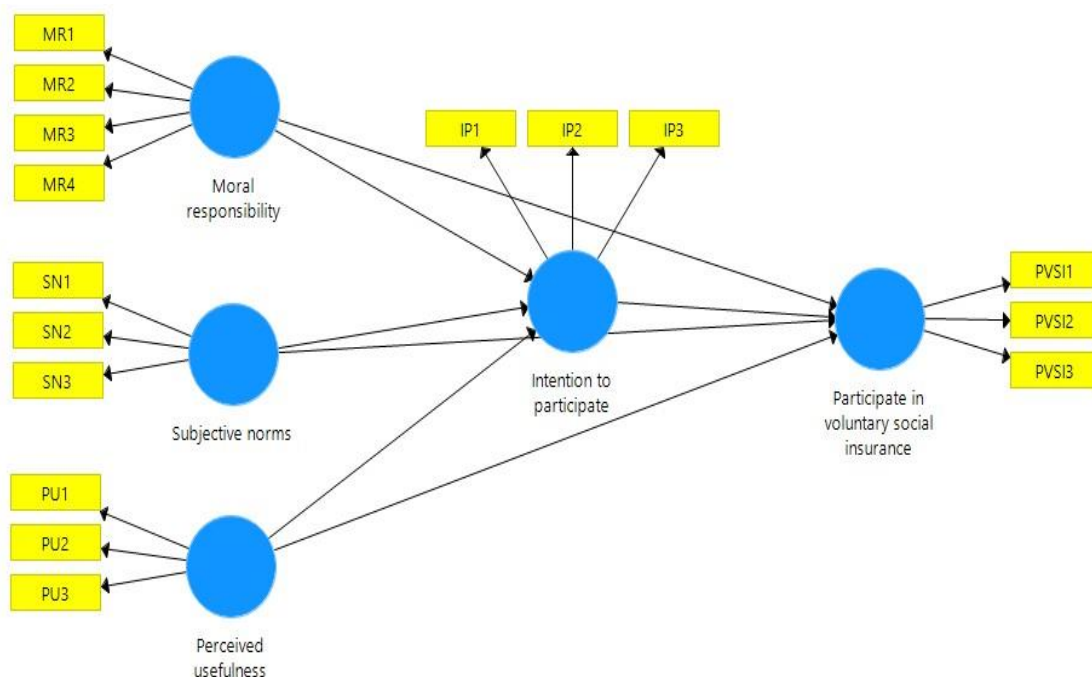 MR1
MR2
MR3
MR4
Moral
responsibility
IP1
IP2
IP3
SN1
SN2
SN3
Subjective norms
Intention to
participate
PVSI1
PVSI2
PVSI3
Participate in
voluntary social
insurance
PU1
PU2
PU3
Perceived
usefulness